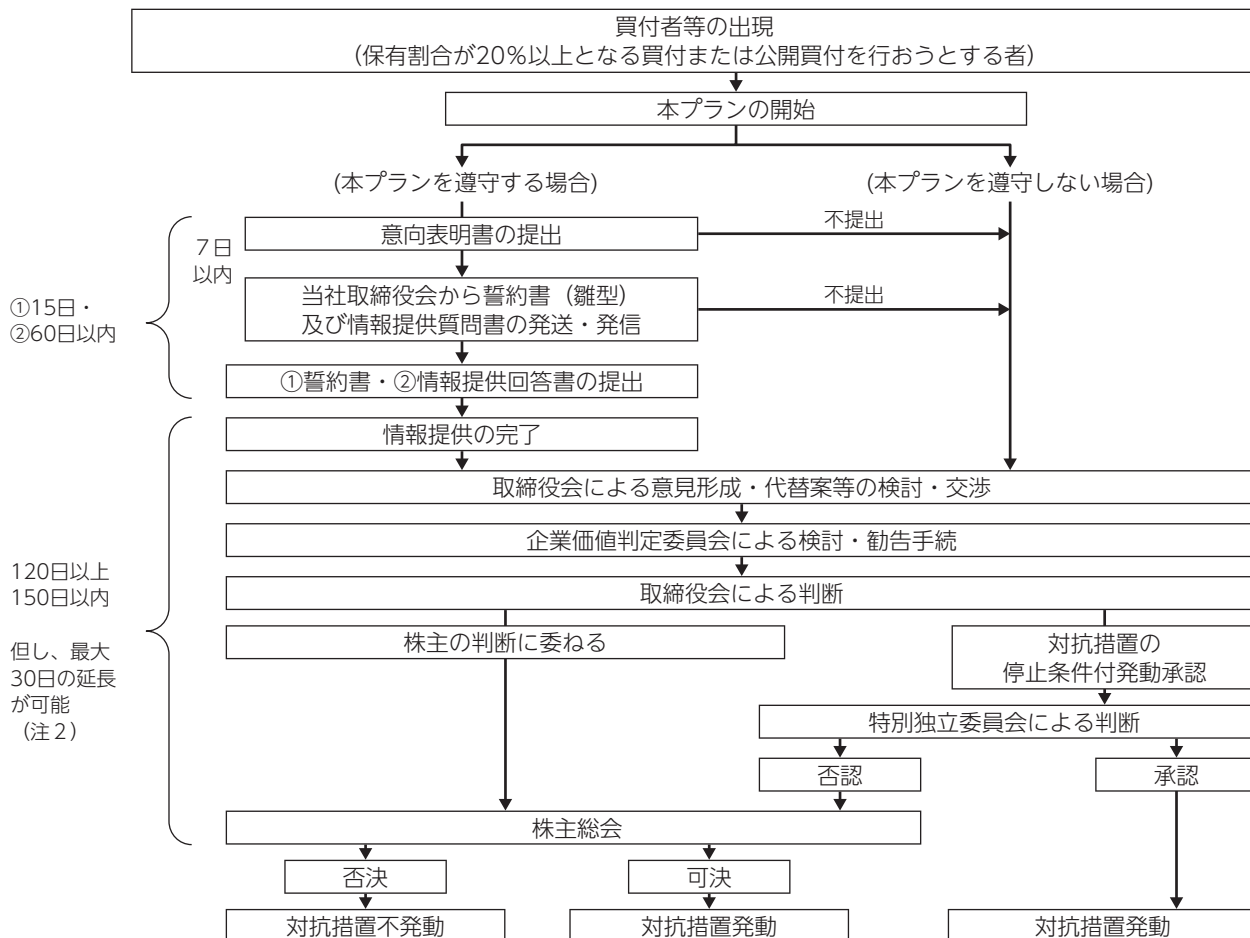 買付者等の出現
(保有割合が20％以上となる買付または公開買付を行おうとする者)
本プランの開始
(本プランを遵守する場合)
(本プランを遵守しない場合)
意向表明書の提出
不提出
７日
以内
当社取締役会から誓約書（雛型）
及び情報提供質問書の発送・発信
不提出
①15日・
②60日以内
①誓約書・②情報提供回答書の提出
情報提供の完了
取締役会による意見形成・代替案等の検討・交渉
企業価値判定委員会による検討・勧告手続
120日以上
150日以内
但し、最大
30日の延長
が可能
（注２）
取締役会による判断
株主の判断に委ねる
対抗措置の
停止条件付発動承認
特別独立委員会による判断
否認
承認
株主総会
否決
可決
対抗措置不発動
対抗措置発動
対抗措置発動